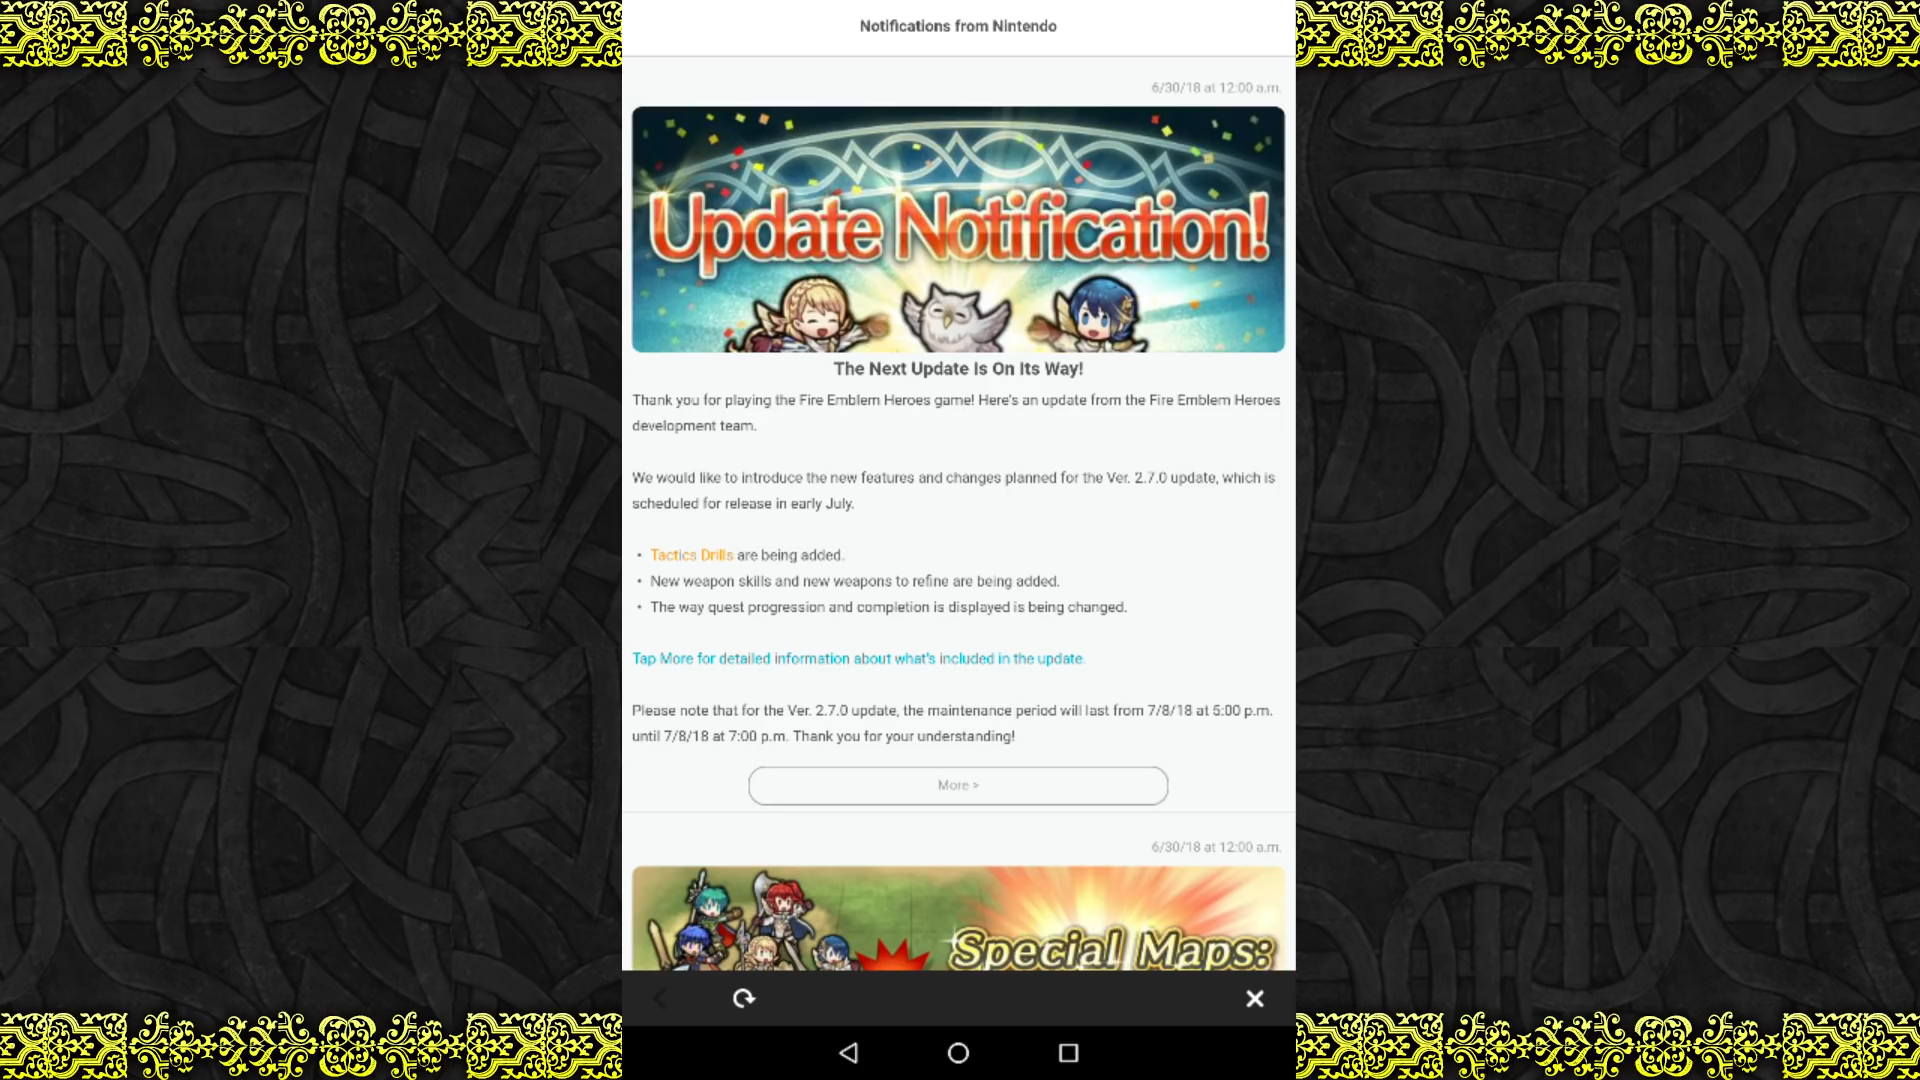 Notifications from Nintendo
6/30/18 at 12:00 a.m.
Update Notification!
The Next Update Is On Its Way!
Thank you for playing the Fire Emblem Heroes game! Here's an update from the Fire Emblem Heroes
development team.
We would like to introduce the new features and changes planned for the Ver. 2.7.0 update, which is
scheduled for release in early July.
• Tactics Drills are being added.
• New weapon skills and new weapons to refine are being added.
• The way quest progression and completion is displayed is being changed.
Tap More for detailed information about what's included in the update.
Please note that for the Ver. 2.7.0 update, the maintenance period will last from 7/8/18 at 5:00 p.m.
until 7/8/18 at 7:00 p.m. Thank you for your understanding!
More >
6/30/18 at 12:00 a.m.
Special Maps: